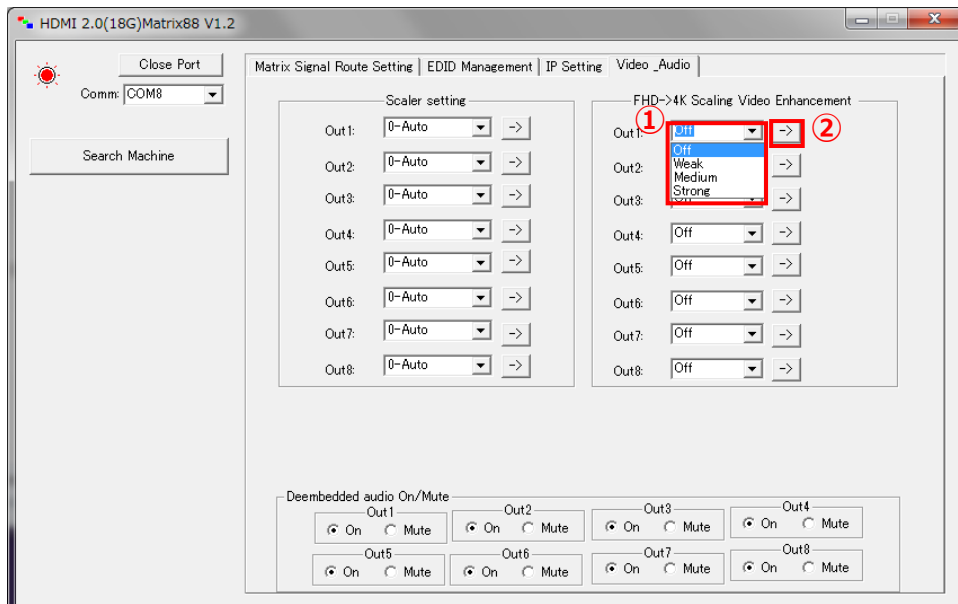 HDMI 2.0(18G)Matrix88 V1.2
Close Port
Comm: COM8
Search Machine
Matrix Signal Route Setting
EDID Management
IP Setting
Video _Audio
Scaler setting
Out1: 0-Auto ->
Out2: 0-Auto ->
Out3: 0-Auto ->
Out4: 0-Auto ->
Out5: 0-Auto ->
Out6: 0-Auto ->
Out7: 0-Auto ->
Out8: 0-Auto ->
FHD->4K Scaling Video Enhancement
① ②
Out1: Off ->
Off
Weak
Medium
Strong
Out2: ->
Out3: Off ->
Out4: Off ->
Out5: Off ->
Out6: Off ->
Out7: Off ->
Out8: Off ->
Deembedded audio On/Mute
Out1
On Mute
Out2
On Mute
Out3
On Mute
Out4
On Mute
Out5
On Mute
Out6
On Mute
Out7
On Mute
Out8
On Mute